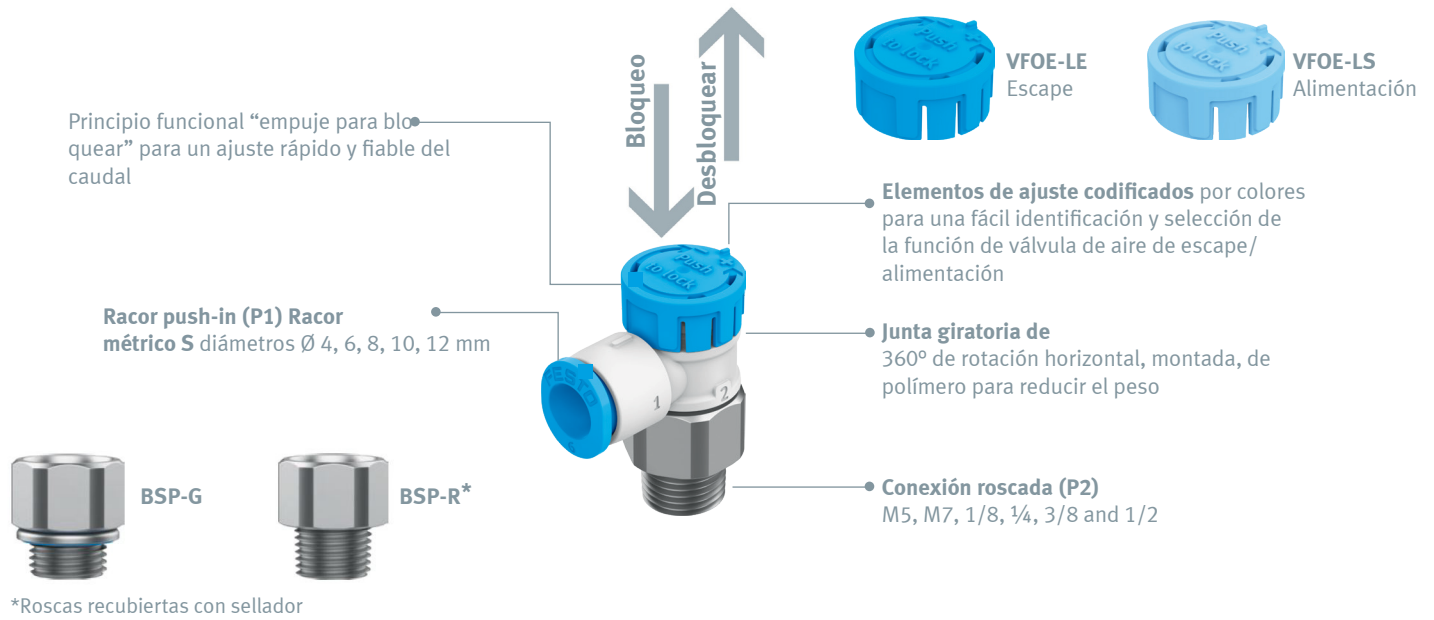 Bloqueo
Desbloquear
Push
to lock
- +
VFOE-LE
Escape
Push
to lock
- +
VFOE-LS
Alimentación
Principio funcional “empuje para blo
quear” para un ajuste rápido y fiable del
caudal
Elementos de ajuste codificados por colores
para una fácil identificación y selección de
la función de válvula de aire de escape/
alimentación
Push
to lock
- +
Racor push-in (P1) Racor
métrico S diámetros Ø 4, 6, 8, 10, 12 mm
Junta giratoria de
360º de rotación horizontal, montada, de
polímero para reducir el peso
FESTO
6
1
2
BSP-G
BSP-R*
Conexión roscada (P2)
M5, M7, 1/8, ¼, 3/8 and 1/2
*Roscas recubiertas con sellador